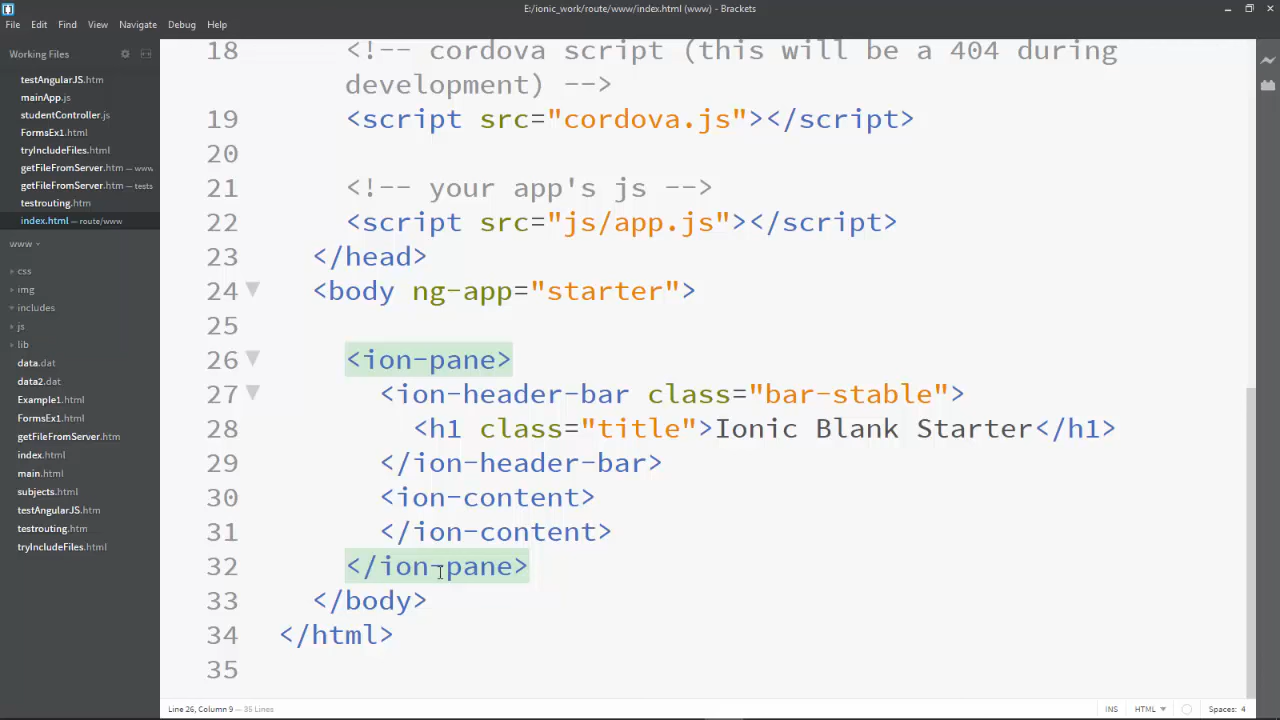 E:/ionic_work/route/www/index.html (www) - Brackets
File Edit Find View Navigate Debug Help
Working Files
testAngularJS.htm
mainApp.js
studentController.js
FormsEx1.html
tryIncludeFiles.html
getFileFromServer.htm — www
getFileFromServer.htm — tests
testrouting.htm
index.html — route/www
www
css
img
includes
js
lib
data.dat
data2.dat
Example1.html
FormsEx1.html
getFileFromServer.htm
index.html
main.html
subjects.html
testAngularJS.htm
testrouting.htm
tryIncludeFiles.html
18 <!-- cordova script (this will be a 404 during
development) -->
19 <script src="cordova.js"></script>
20
21 <!-- your app's js -->
22 <script src="js/app.js"></script>
23 </head>
24 <body ng-app="starter">
25
26 <ion-pane>
27 <ion-header-bar class="bar-stable">
28 <h1 class="title">Ionic Blank Starter</h1>
29 </ion-header-bar>
30 <ion-content>
31 </ion-content>
32 </ion-pane>
33 </body>
34 </html>
35
Line 26, Column 9 — 35 Lines
INS HTML Spaces: 4